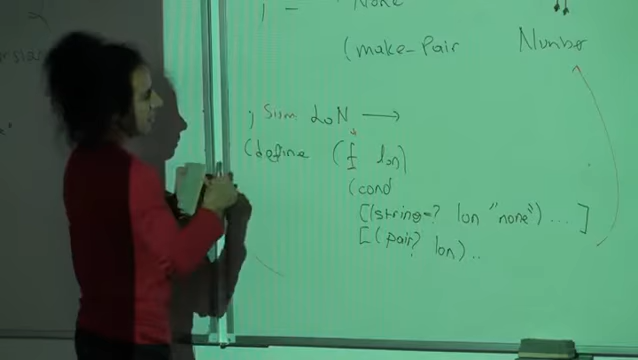 ; - None
(make-Pair Number
; Sum LoN →
(define (f lon)
(cond
[(string=? lon "none") ... ]
[(pair? lon) ..